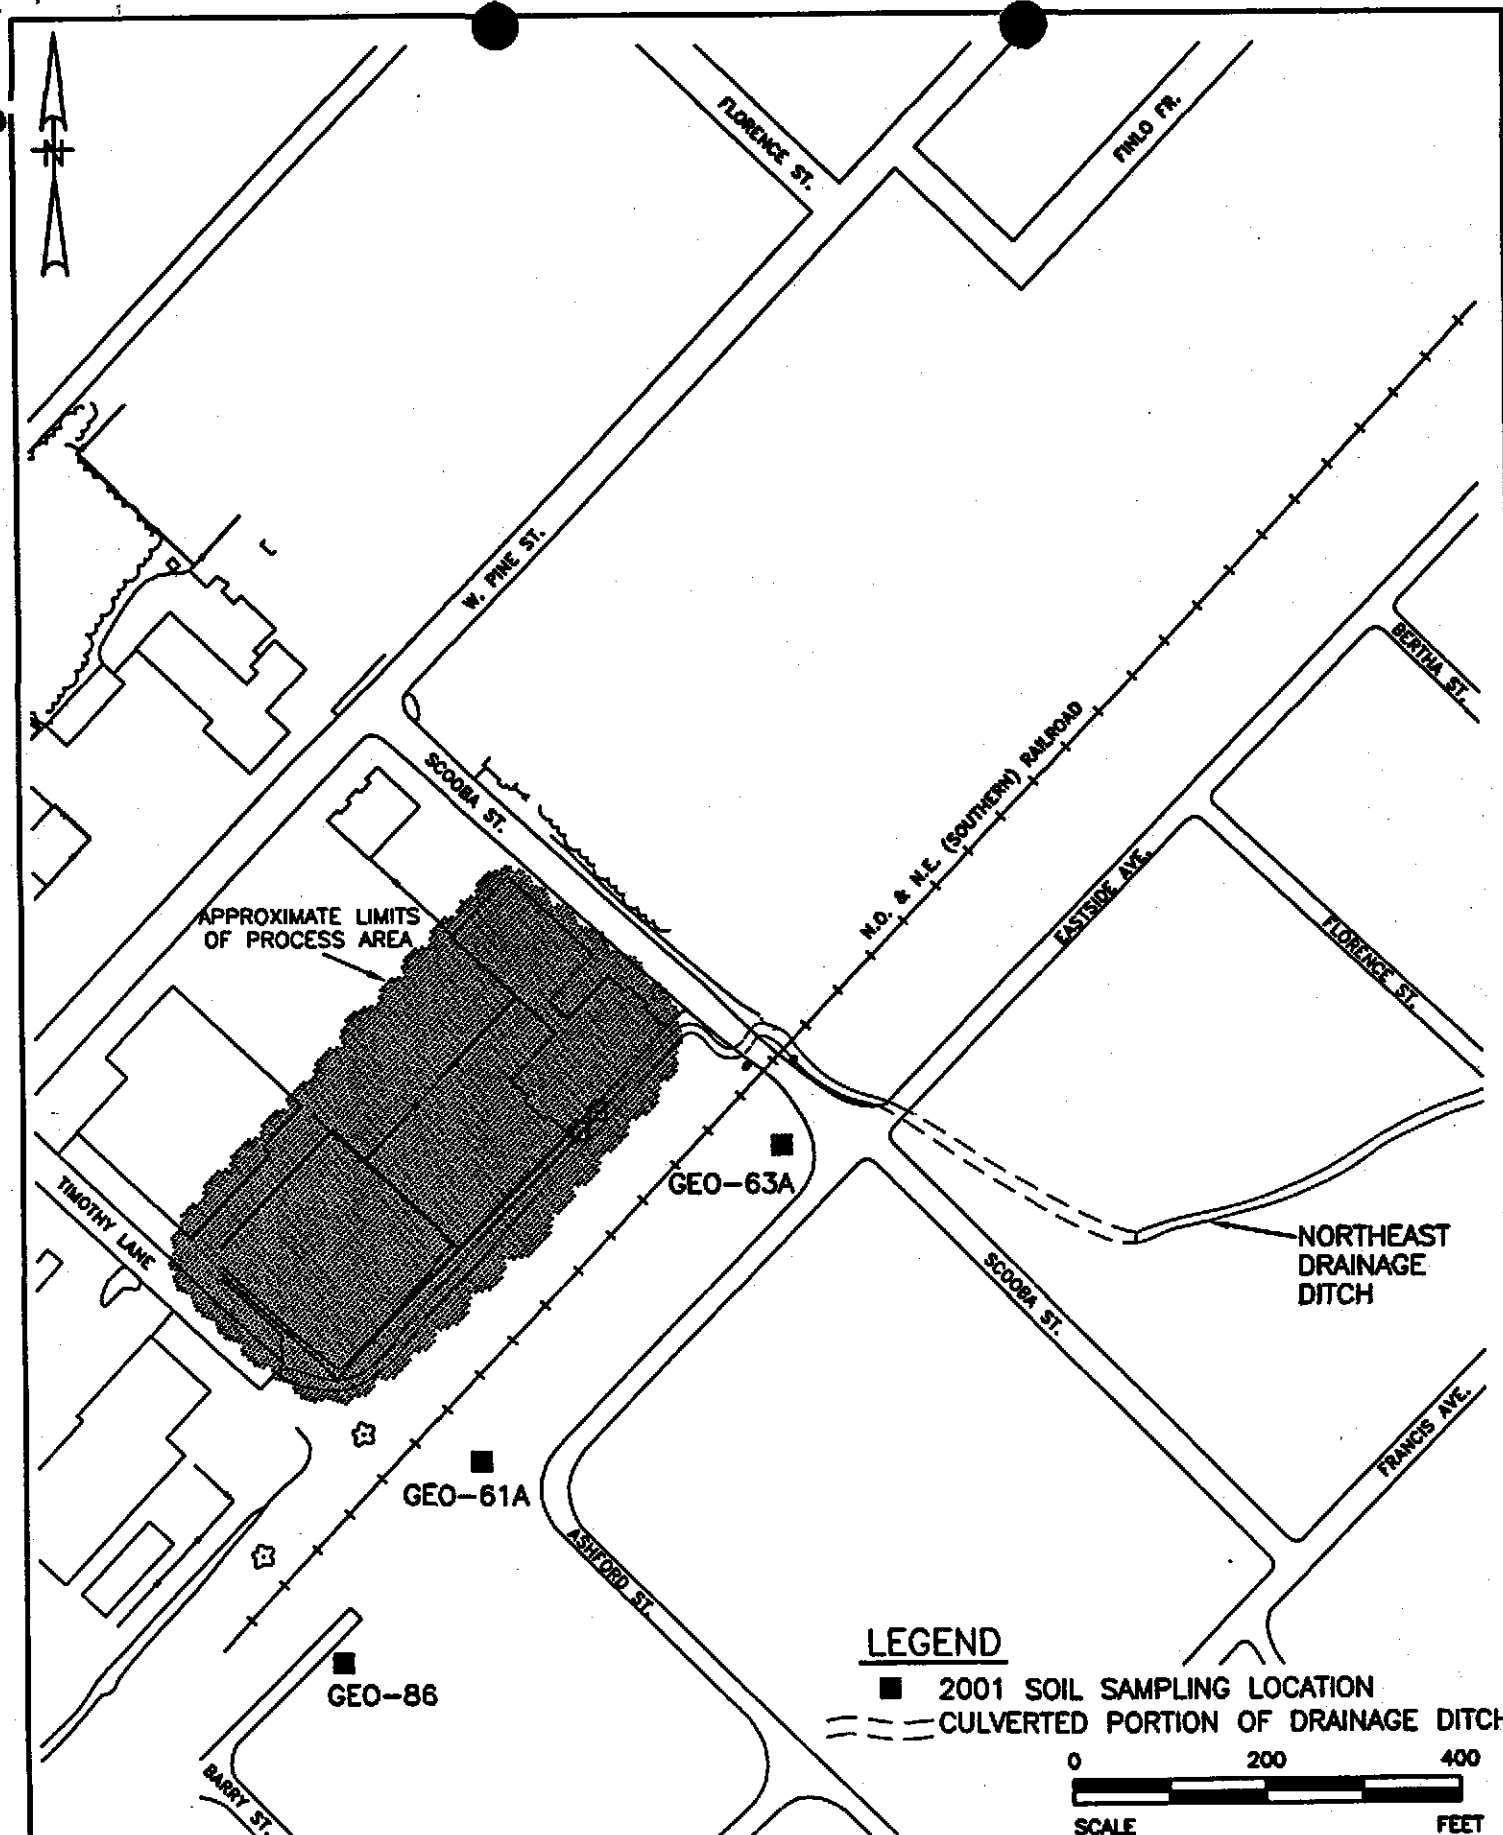 N
FLORENCE ST.
FINLO FR.
W. PINE ST.
BERTHA ST.
SCOOBA ST.
N.O. & N.E. (SOUTHERN) RAILROAD
EASTSIDE AVE.
FLORENCE ST.
APPROXIMATE LIMITS
OF PROCESS AREA
GEO-63A
TIMOTHY LANE
NORTHEAST
DRAINAGE
DITCH
SCOOBA ST.
FRANCIS AVE.
GEO-61A
ASHFORD ST.
GEO-86
BARRY ST.
LEGEND
2001 SOIL SAMPLING LOCATION
CULVERTED PORTION OF DRAINAGE DITCH
0 200 400
SCALE FEET